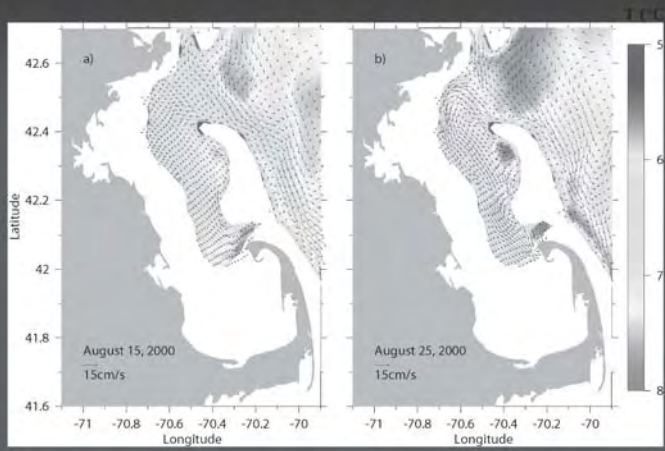 T (°C)
a)
b)
Latitude
42.6
42.4
42.2
42
41.8
41.6
August 15, 2000
15cm/s
August 25, 2000
15cm/s
5
6
7
8
-71 -70.8 -70.6 -70.4 -70.2 -70
-71 -70.8 -70.6 -70.4 -70.2 -70
Longitude
Longitude